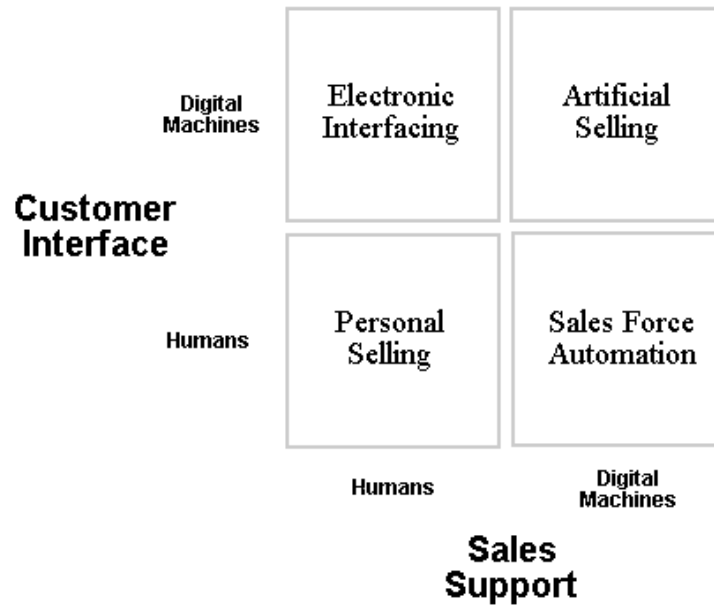 Electronic
Interfacing
Artificial
Selling
Digital
Machines
Customer
Interface
Personal
Selling
Sales Force
Automation
Humans
Humans
Digital
Machines
Sales
Support